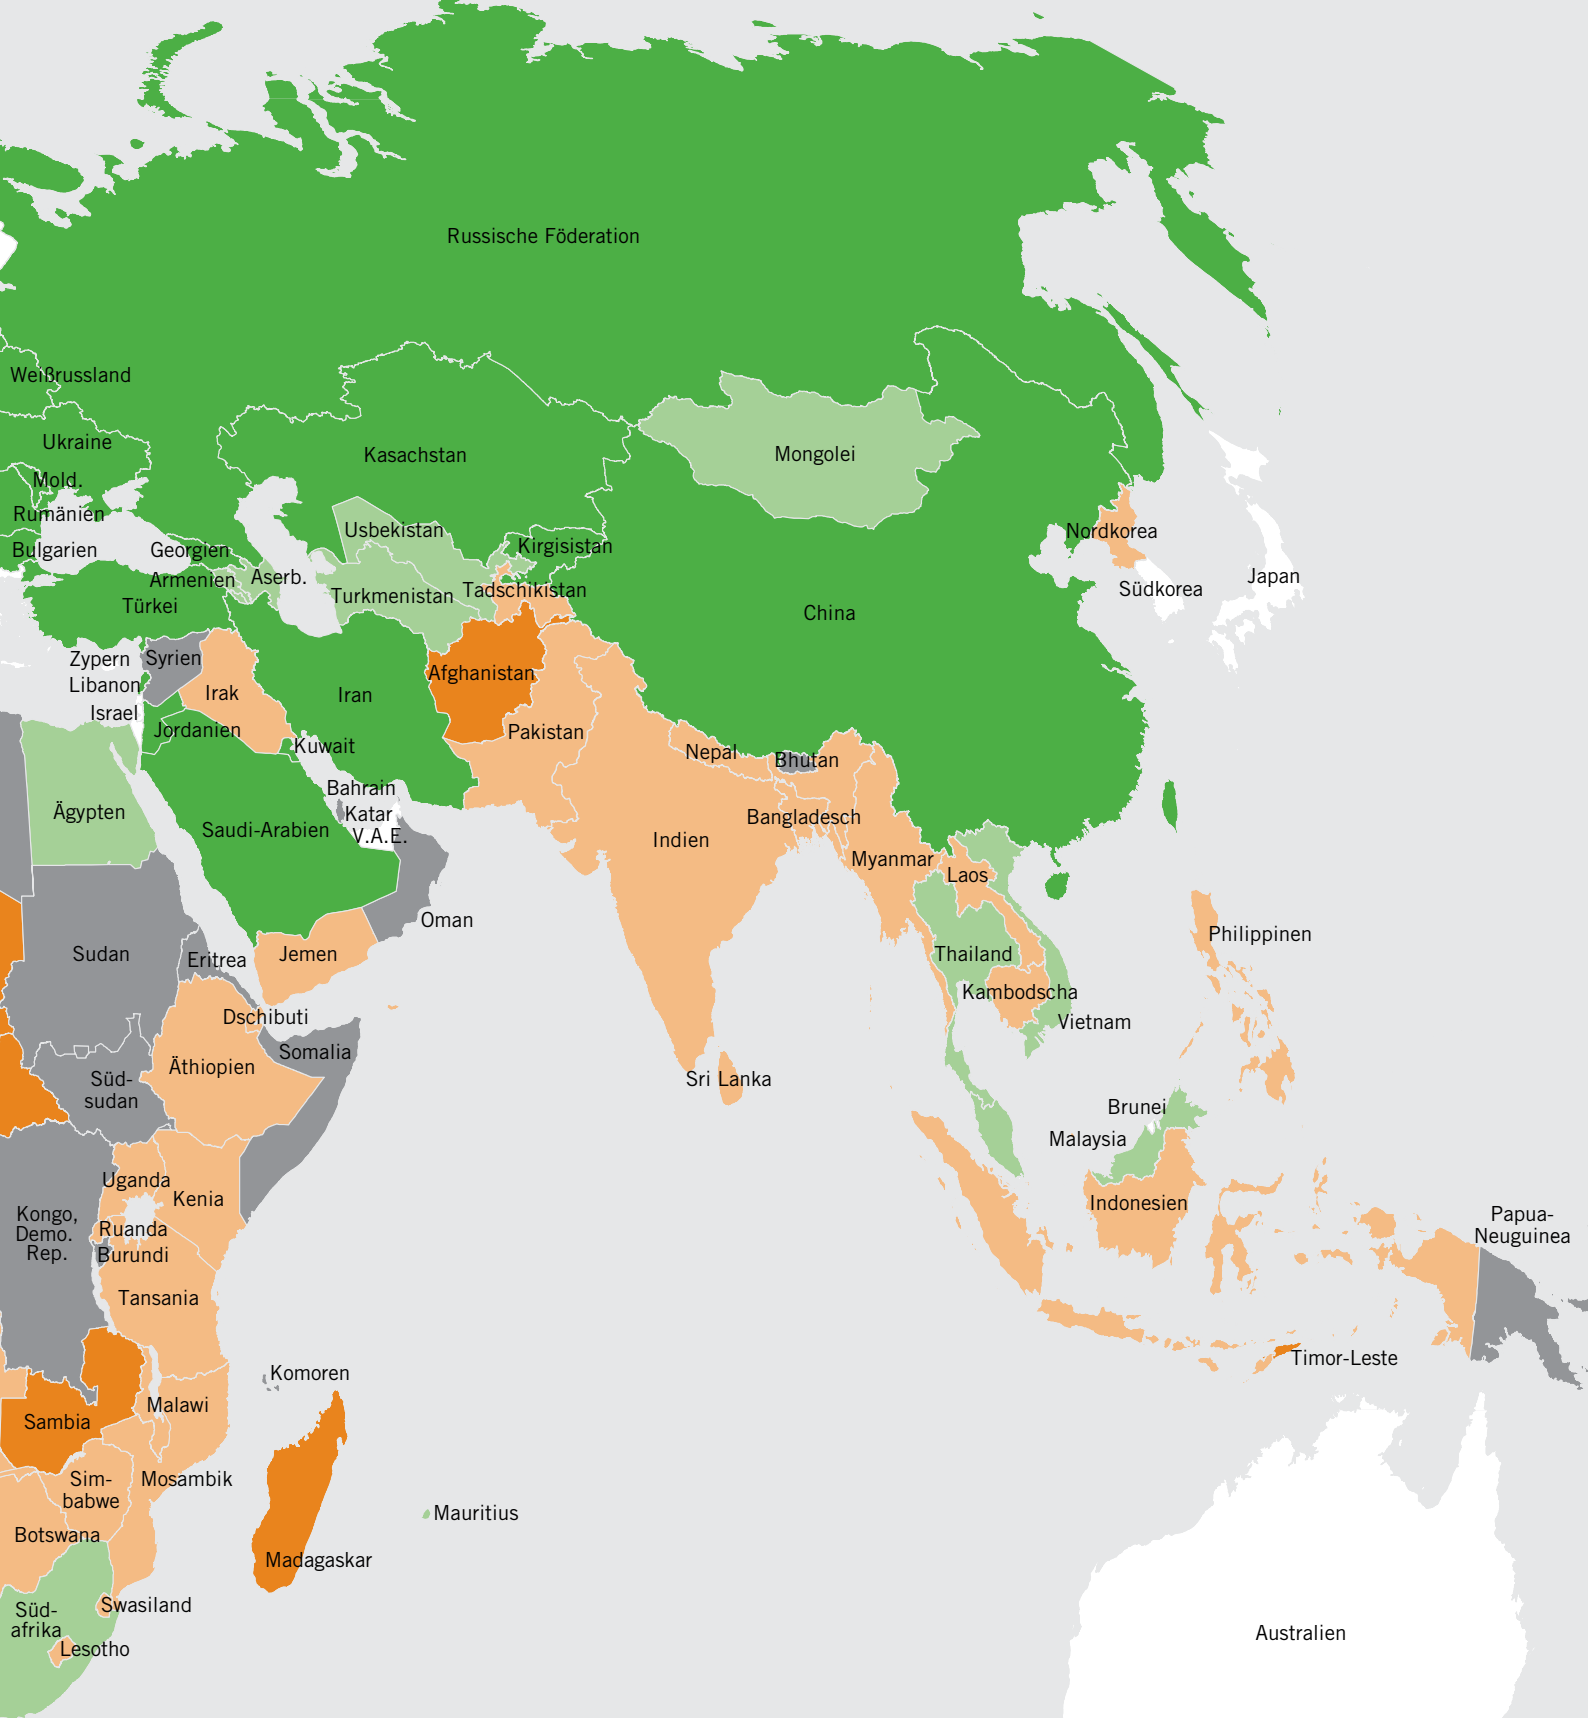 Russische Föderation
Weißrussland
Ukraine
Kasachstan
Mongolei
Mold.
Rumänien
Usbekistan
Nordkorea
Bulgarien
Georgien
Kirgisistan
Armenien
Aserb.
Japan
Turkmenistan
Tadschikistan
Südkorea
Türkei
China
Zypern
Syrien
Afghanistan
Libanon
Irak
Iran
Israel
Jordanien
Pakistan
Kuwait
Nepal
Bhutan
Bahrain
Ägypten
Katar
Bangladesch
Saudi-Arabien
V.A.E.
Indien
Myanmar
Laos
Oman
Philippinen
Sudan
Eritrea
Jemen
Thailand
Kambodscha
Dschibuti
Vietnam
Somalia
Äthiopien
Süd-
sudan
Sri Lanka
Brunei
Malaysia
Uganda
Kenia
Indonesien
Kongo,
Demo.
Rep.
Ruanda
Papua-
Neuguinea
Burundi
Tansania
Timor-Leste
Komoren
Malawi
Sambia
Sim-
babwe
Mosambik
Mauritius
Botswana
Madagaskar
Swasiland
Süd-
afrika
Lesotho
Australien